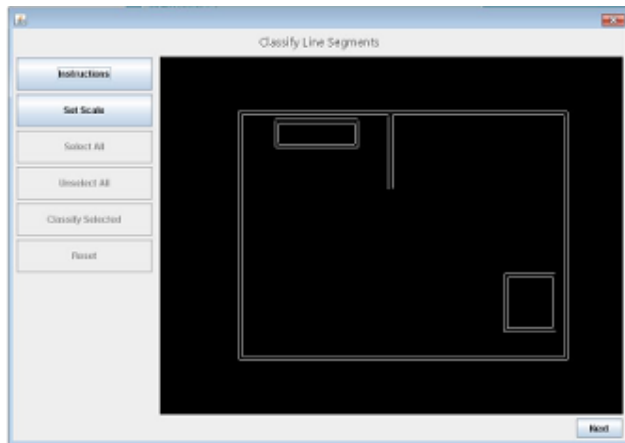 Classify Line Segments
Instructions
Set Scale
Select All
Unselect All
Classify Selected
Reset
Next